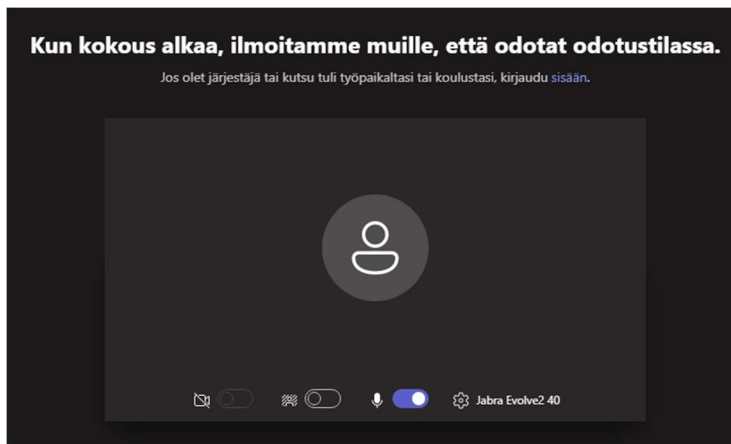 Kun kokous alkaa, ilmoitamme muille, että odotat odotustilassa.
Jos olet järjestäjä tai kutsu tuli työpaikaltasi tai koulustasi, kirjaudu sisään.
Jabra Evolve2 40